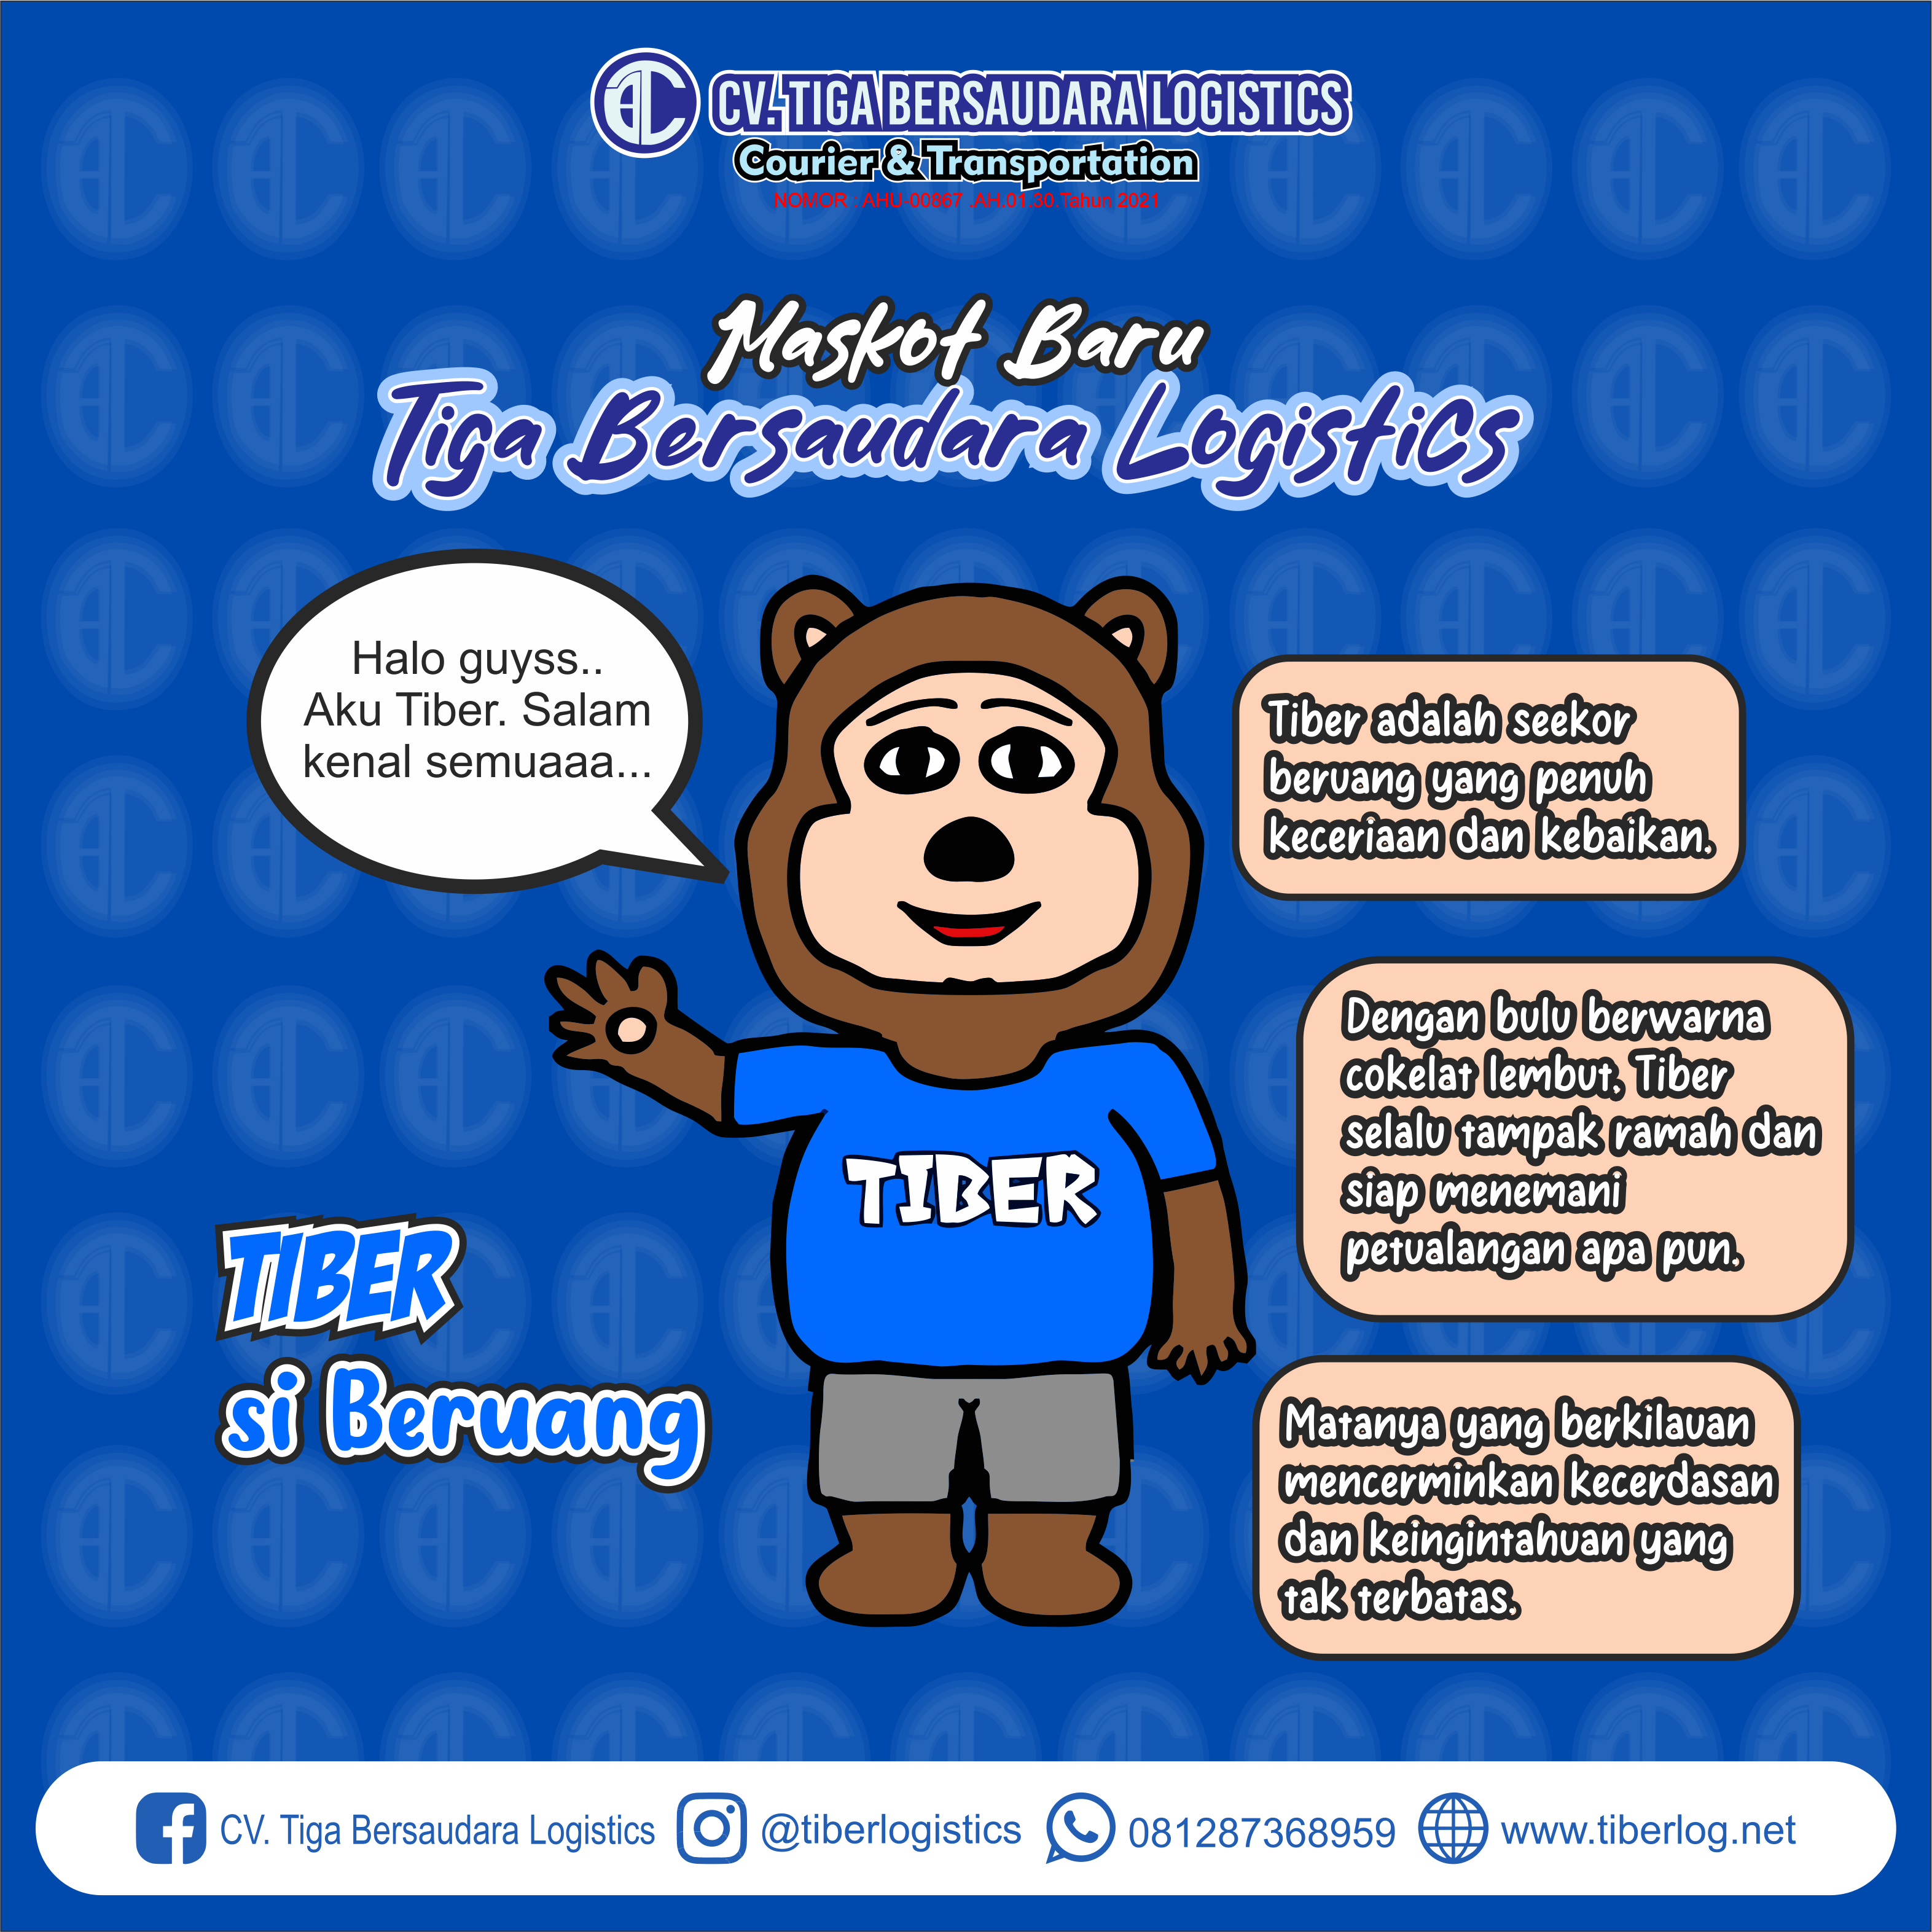 CV. TIGA BERSAUDARA LOGISTICS
Courier & Transportation
NOMOR : AHU-00867 .AH.01.30.Tahun 2021
Maskot Baru
Tiga Bersaudara Logistics
Halo guyss..
Aku Tiber. Salam
kenal semuaaa...
Tiber adalah seekor
beruang yang penuh
keceriaan dan kebaikan.
Dengan bulu berwarna
cokelat lembut, Tiber
selalu tampak ramah dan
siap menemani
petualangan apa pun.
TIBER
TIBER
si Beruang
Matanya yang berkilauan
mencerminkan kecerdasan
dan keingintahuan yang
tak terbatas.
CV. Tiga Bersaudara Logistics
@tiberlogistics
081287368959
www.tiberlog.net